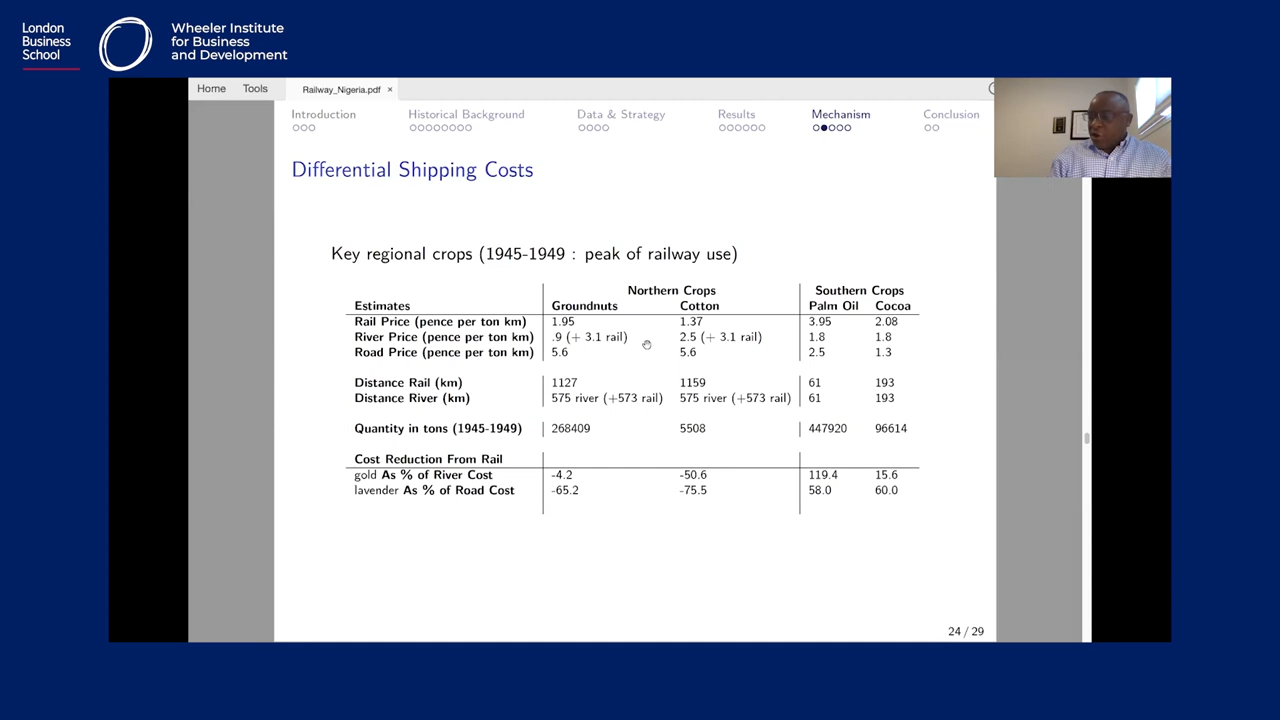 London
Business
School
Wheeler Institute
for Business
and Development
Home Tools Railway_Nigeria.pdf ×
Introduction Historical Background Data & Strategy Results Mechanism Conclusion
Differential Shipping Costs
Key regional crops (1945-1949 : peak of railway use)
Northern Crops Southern Crops
Estimates Groundnuts Cotton Palm Oil Cocoa
Rail Price (pence per ton km) 1.95 1.37 3.95 2.08
River Price (pence per ton km) .9 (+ 3.1 rail) 2.5 (+ 3.1 rail) 1.8 1.8
Road Price (pence per ton km) 5.6 5.6 2.5 1.3
Distance Rail (km) 1127 1159 61 193
Distance River (km) 575 river (+573 rail) 575 river (+573 rail) 61 193
Quantity in tons (1945-1949) 268409 5508 447920 96614
Cost Reduction From Rail
gold As % of River Cost -4.2 -50.6 119.4 15.6
lavender As % of Road Cost -65.2 -75.5 58.0 60.0
24 / 29